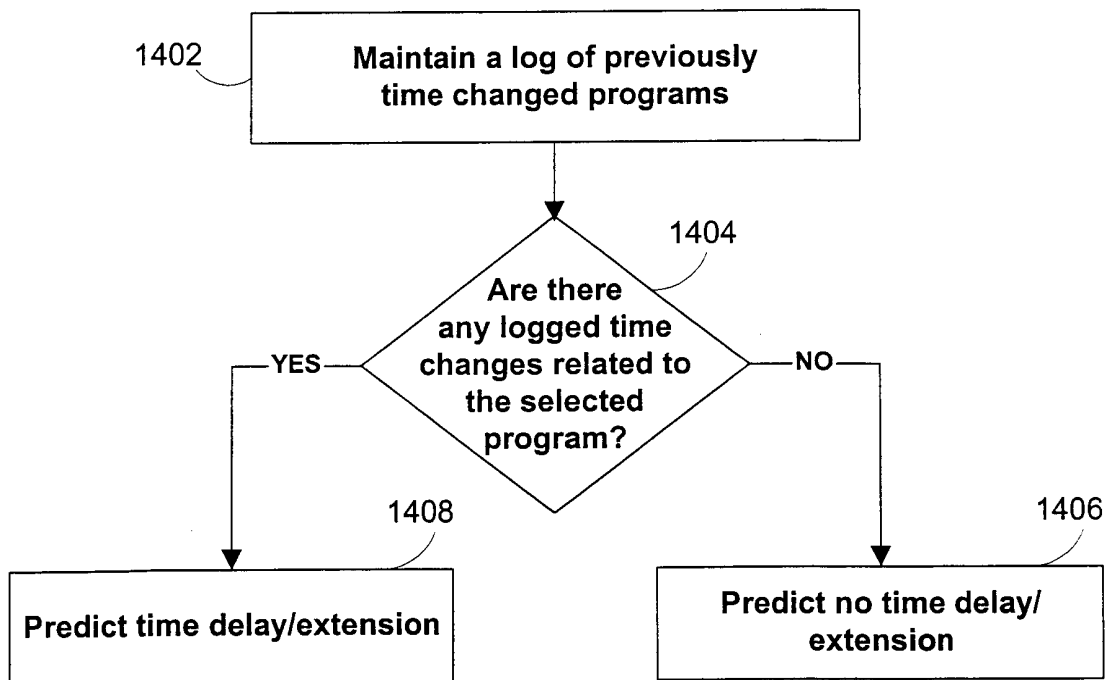 1402
Maintain a log of previously
time changed programs
1404
Are there
any logged time
changes related to
the selected
program?
YES
NO
1408
Predict time delay/extension
1406
Predict no time delay/
extension